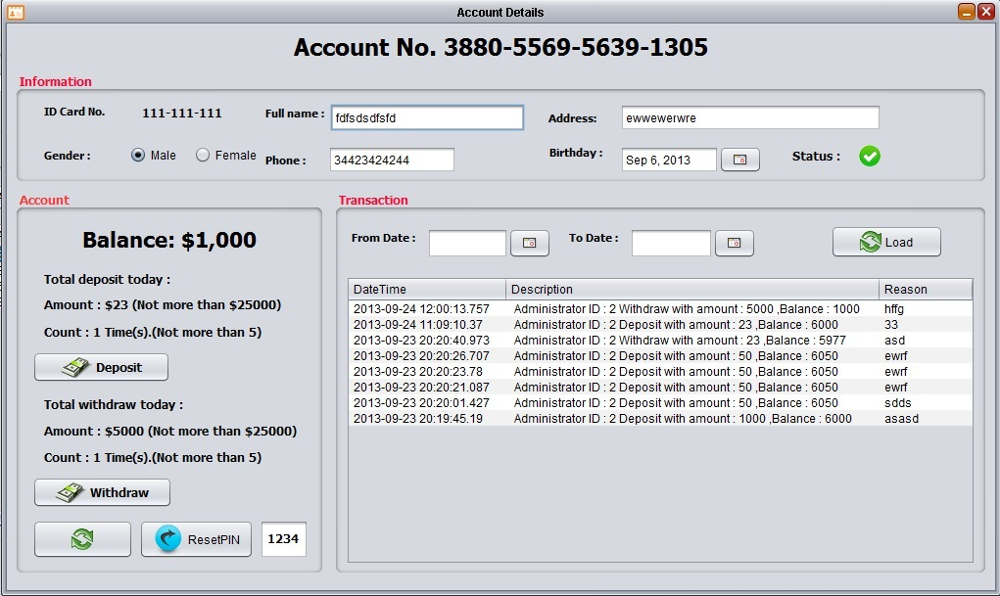 Account Details
Account No. 3880-5569-5639-1305
Information
ID Card No. 111-111-111 Full name : fdfsdsdfsfd Address: ewwewerwre
Gender : Male Female Phone : 34423424244 Birthday : Sep 6, 2013 Status :
Account
Balance: $1,000
Total deposit today :
Amount : $23 (Not more than $25000)
Count : 1 Time(s).(Not more than 5)
Deposit
Total withdraw today :
Amount : $5000 (Not more than $25000)
Count : 1 Time(s).(Not more than 5)
Withdraw
ResetPIN 1234
Transaction
From Date : To Date : Load
DateTime Description Reason
2013-09-24 12:00:13.757 Administrator ID : 2 Withdraw with amount : 5000 ,Balance : 1000 hffg
2013-09-24 11:09:10.37 Administrator ID : 2 Deposit with amount : 23 ,Balance : 6000 33
2013-09-23 20:20:40.973 Administrator ID : 2 Withdraw with amount : 23 ,Balance : 5977 asd
2013-09-23 20:20:26.707 Administrator ID : 2 Deposit with amount : 50 ,Balance : 6050 ewrf
2013-09-23 20:20:23.78 Administrator ID : 2 Deposit with amount : 50 ,Balance : 6050 ewrf
2013-09-23 20:20:21.087 Administrator ID : 2 Deposit with amount : 50 ,Balance : 6050 ewrf
2013-09-23 20:20:01.427 Administrator ID : 2 Deposit with amount : 50 ,Balance : 6050 sdds
2013-09-23 20:19:45.19 Administrator ID : 2 Deposit with amount : 1000 ,Balance : 6000 asasd